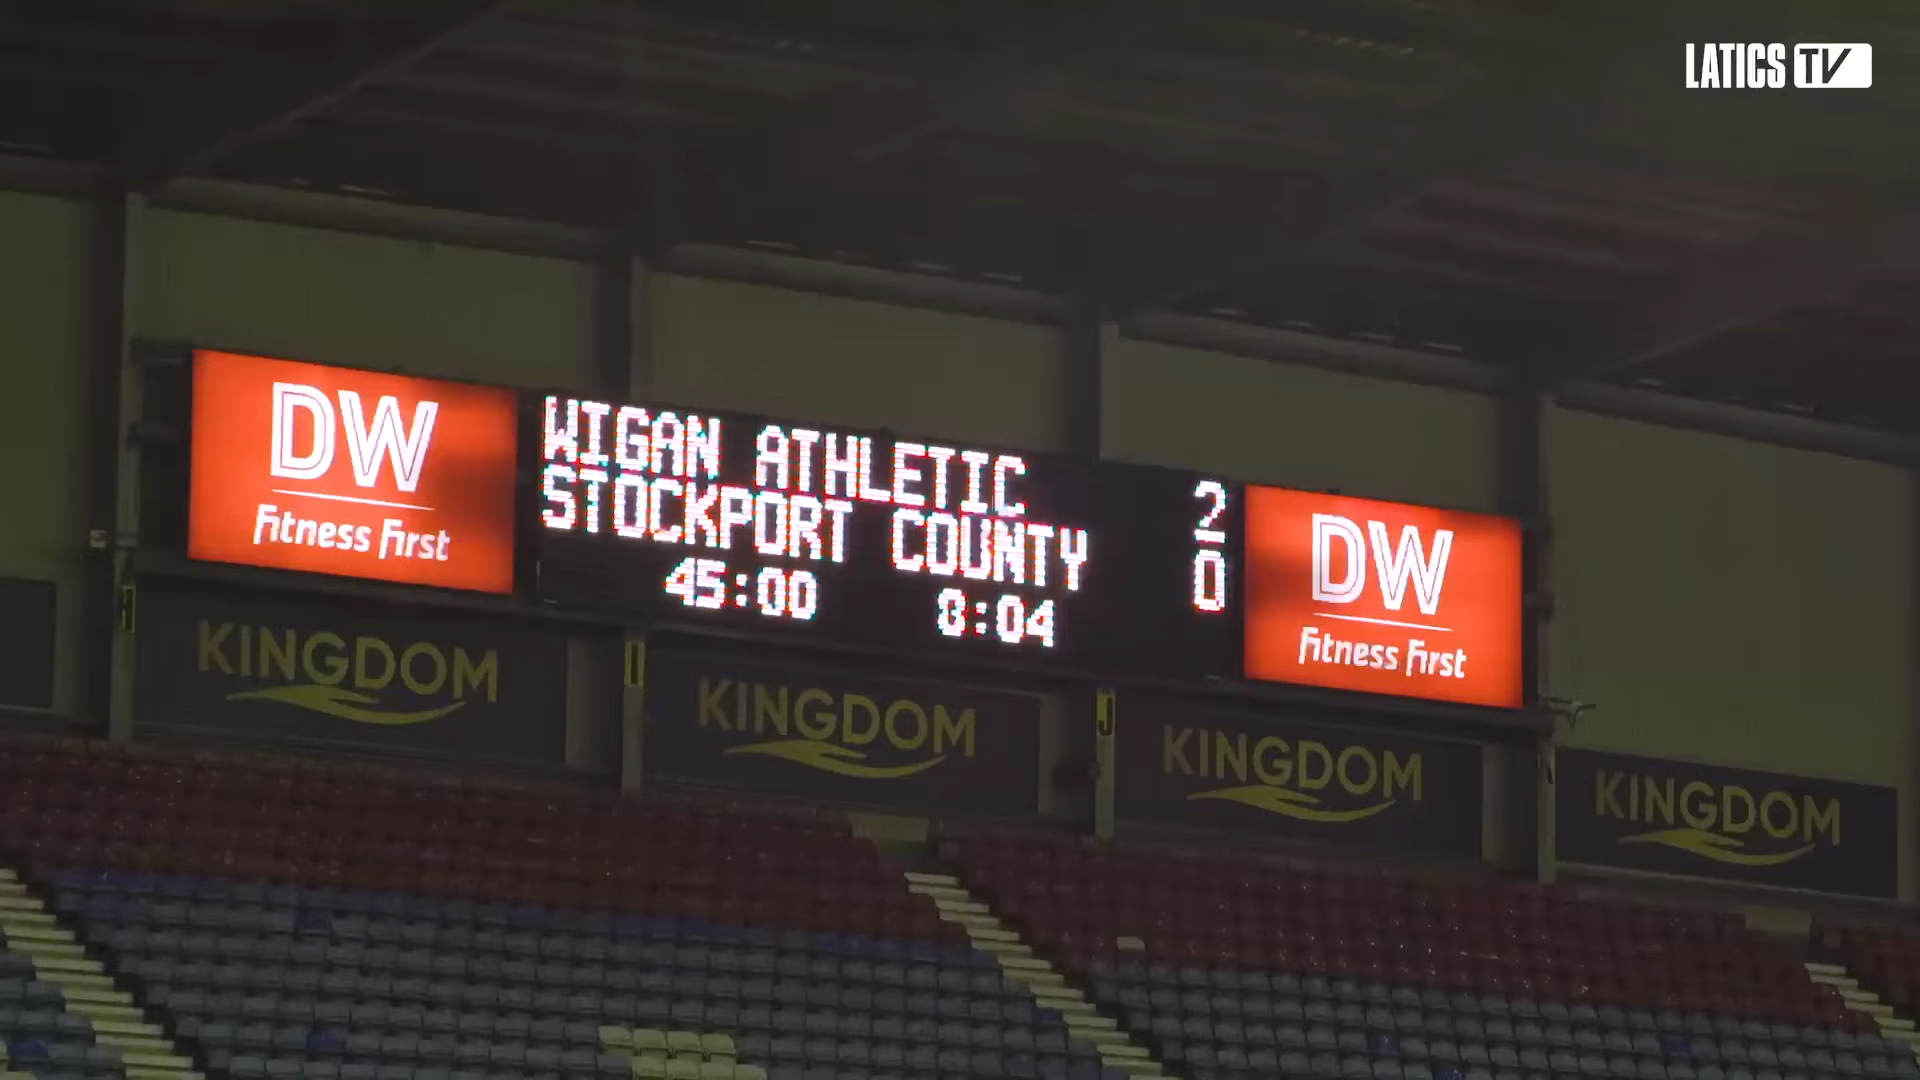 LATICS TV
DW
Fitness First
WIGAN ATHLETIC 2
STOCKPORT COUNTY 0
45:00 8:04
DW
Fitness First
H
I
J
KINGDOM
KINGDOM
KINGDOM
KINGDOM